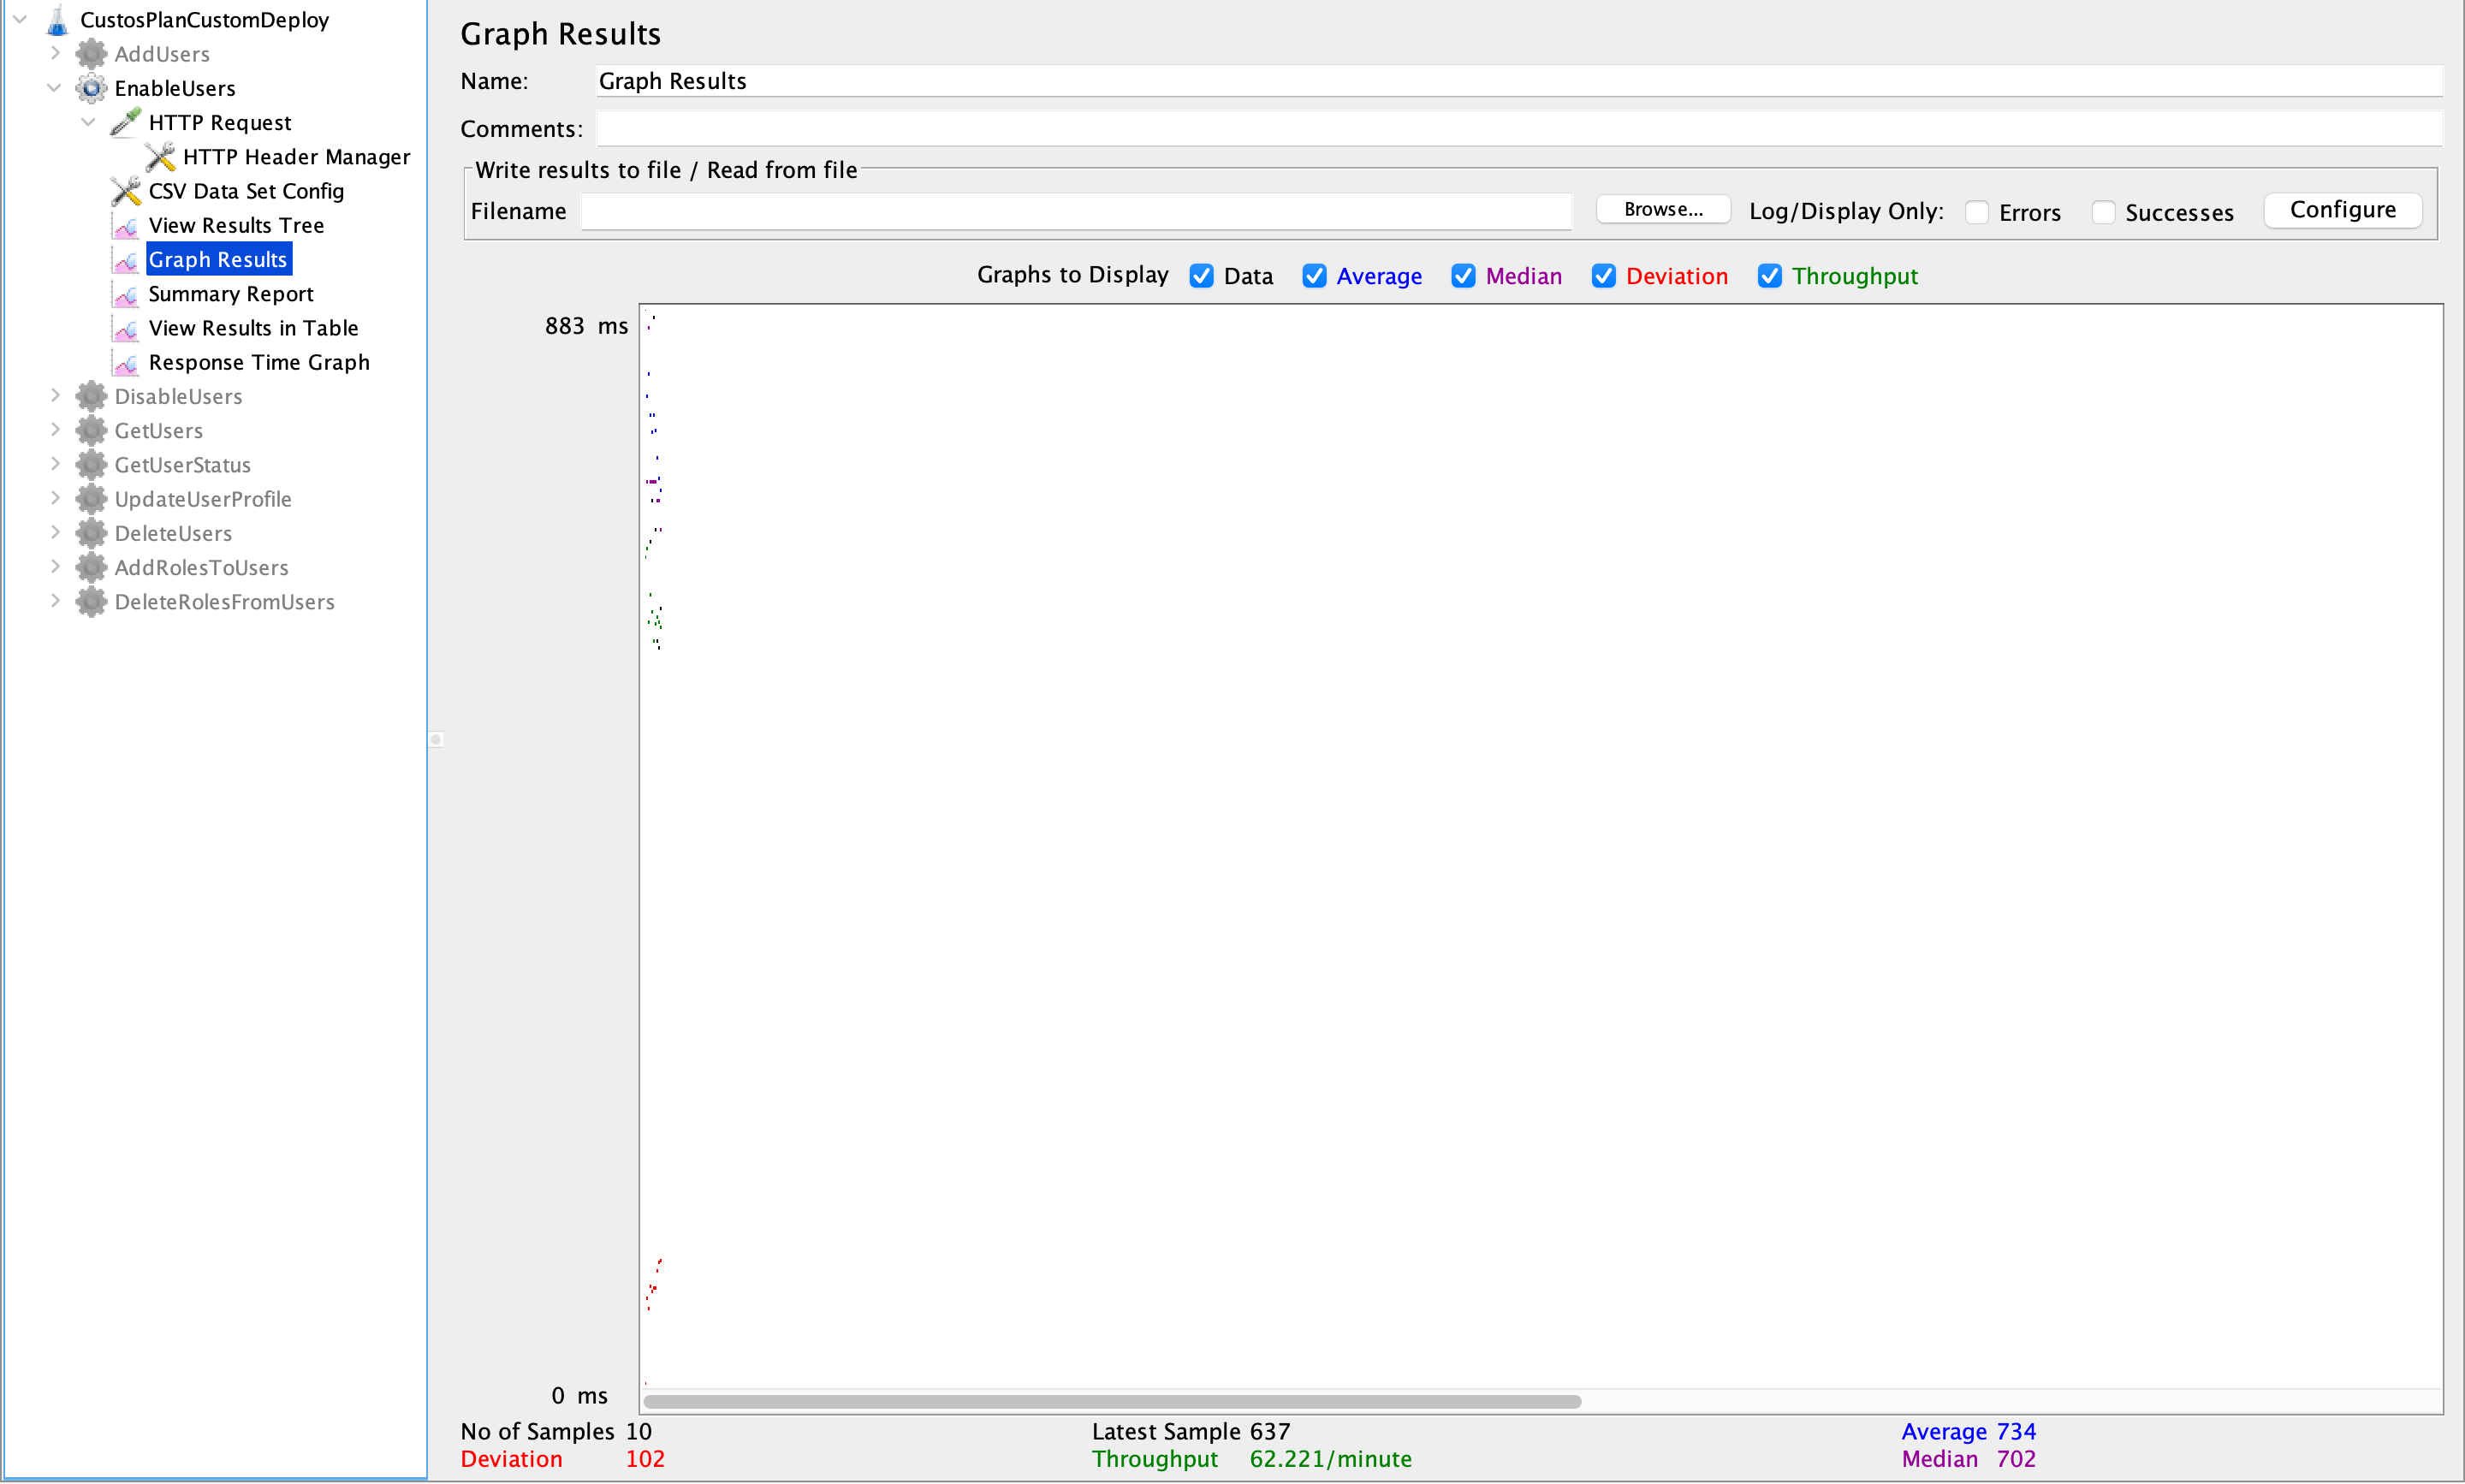 CustosPlanCustomDeploy
AddUsers
EnableUsers
HTTP Request
HTTP Header Manager
CSV Data Set Config
View Results Tree
Graph Results
Summary Report
View Results in Table
Response Time Graph
DisableUsers
GetUsers
GetUserStatus
UpdateUserProfile
DeleteUsers
AddRolesToUsers
DeleteRolesFromUsers
Graph Results
Name: Graph Results
Comments:
Write results to file / Read from file
Filename Browse... Log/Display Only: Errors Successes Configure
Graphs to Display Data Average Median Deviation Throughput
883 ms
0 ms
No of Samples 10 Latest Sample 637 Average 734
Deviation 102 Throughput 62.221/minute Median 702